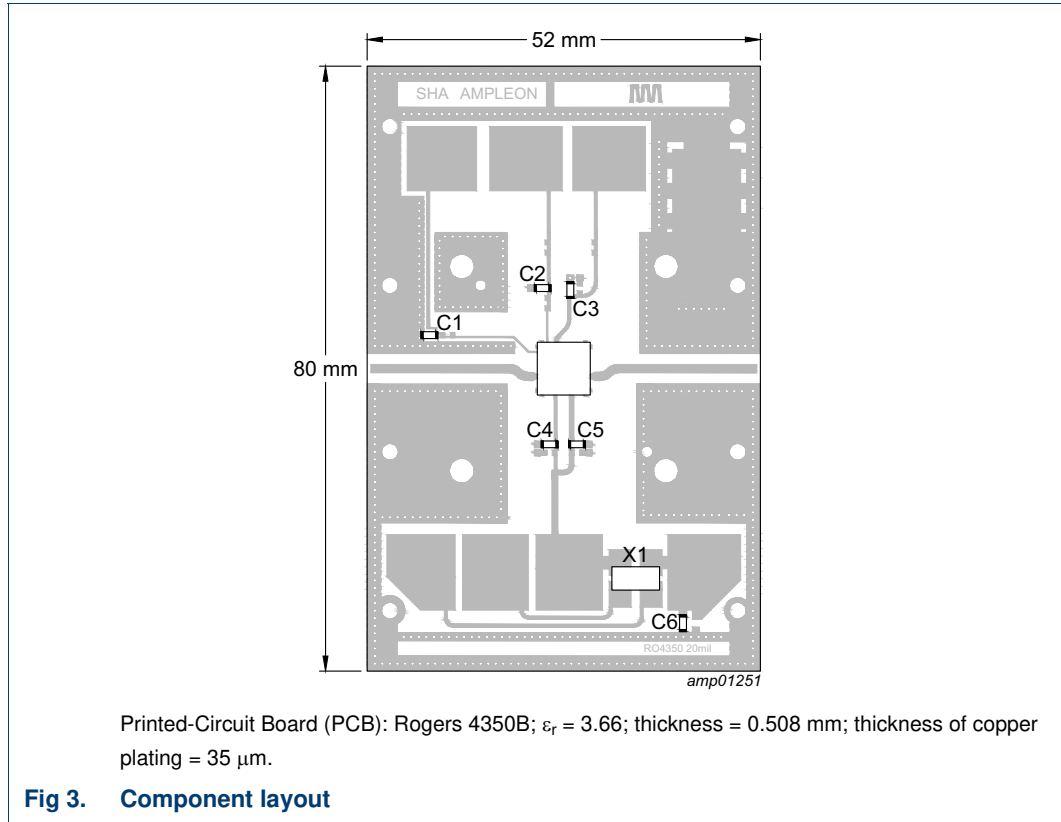 52 mm
SHA AMPLEON
C2
C3
C1
80 mm
C4 C5
X1
C6
RO4350 20mil
amp01251
Printed-Circuit Board (PCB): Rogers 4350B; εr = 3.66; thickness = 0.508 mm; thickness of copper
plating = 35 μm.
Fig 3. Component layout